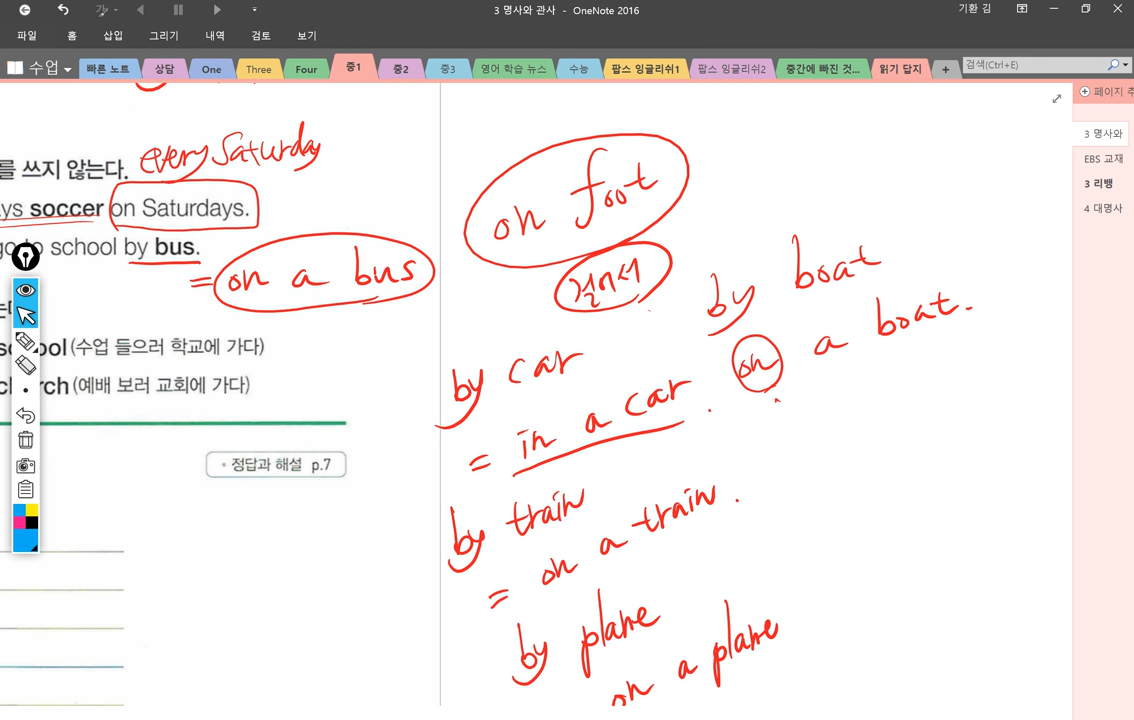 3 명사와 관사 - OneNote 2016
기환 김
파일 홈 삽입 그리기 내역 검토 보기
수업 빠른 노트 상담 One Three Four 중1 중2 중3 영어 학습 뉴스 수능 팝스 잉글리쉬1 팝스 잉글리쉬2 중간에 빠진 것... 읽기 답지 + 검색(Ctrl+E)
페이지 추
3 명사와
EBS 교재
3 리뱅
4 대명사
를 쓰지 않는다. every Saturday
ys soccer on Saturdays.
go to school by bus.
= on a bus
ool (수업 들으러 학교에 가다)
rch (예배 보러 교회에 가다)
• 정답과 해설 p.7
on foot
걸어서
by boat
on a boat.
by car
= in a car.
by train
= on a train.
by plane
on a plane